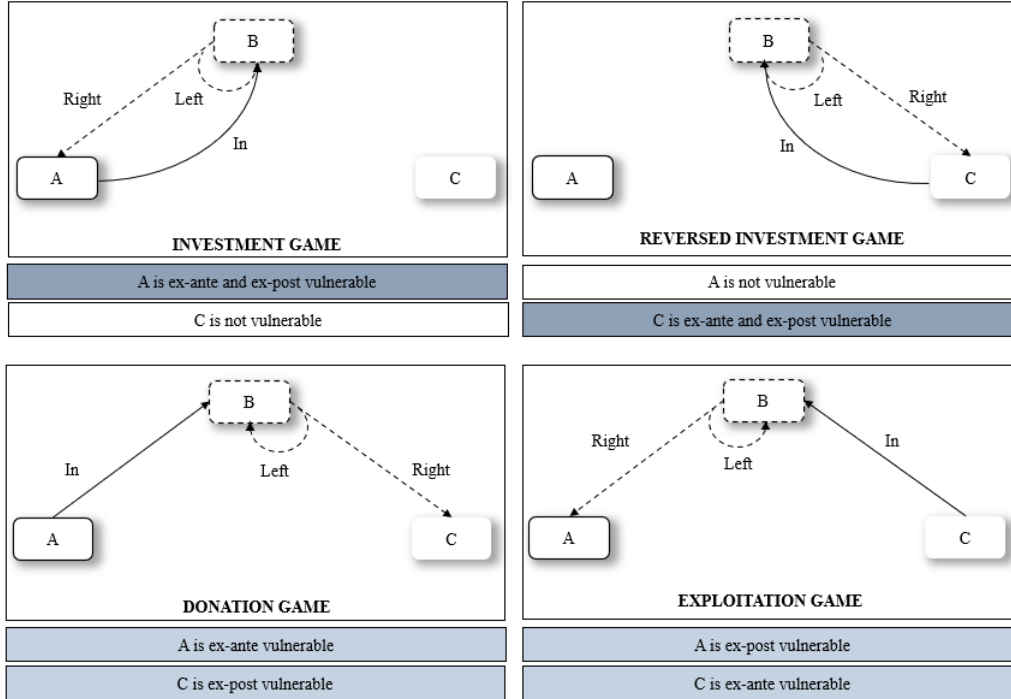 B
Right
Left
In
A
C
INVESTMENT GAME
A is ex-ante and ex-post vulnerable
C is not vulnerable
B
Left
Right
In
A
C
REVERSED INVESTMENT GAME
A is not vulnerable
C is ex-ante and ex-post vulnerable
B
In
Left
Right
A
C
DONATION GAME
A is ex-ante vulnerable
C is ex-post vulnerable
B
Right
In
Left
A
C
EXPLOITATION GAME
A is ex-post vulnerable
C is ex-ante vulnerable